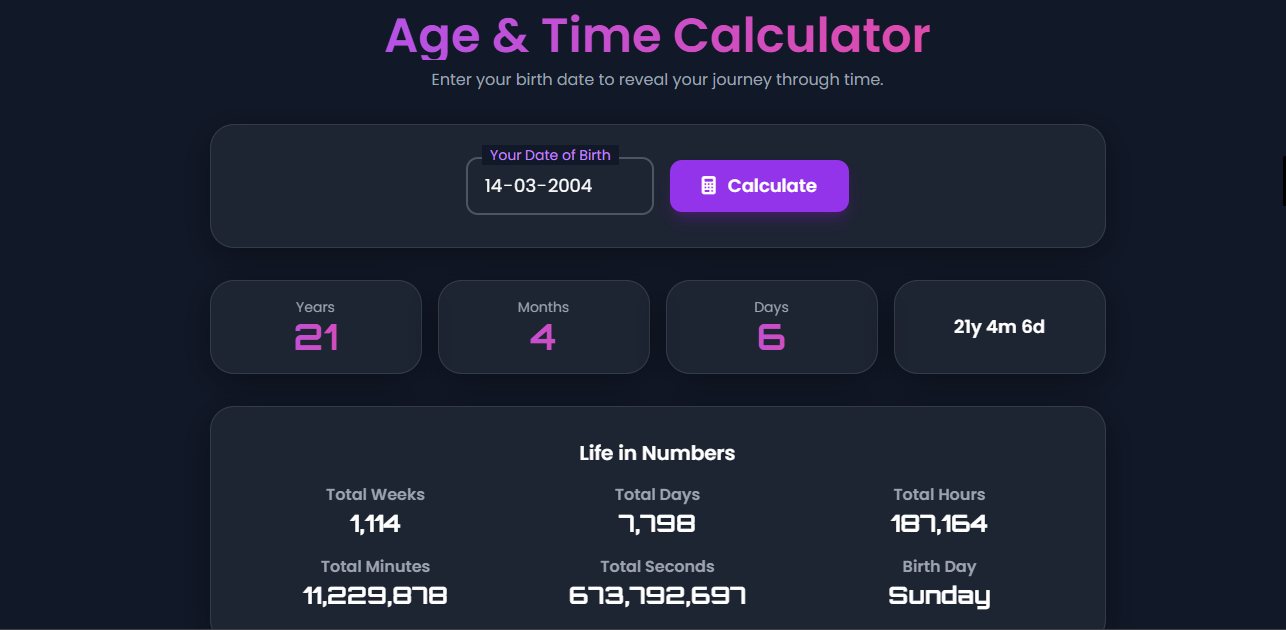 Age & Time Calculator
Enter your birth date to reveal your journey through time.
Your Date of Birth
14-03-2004
Calculate
Years
21
Months
4
Days
6
21y 4m 6d
Life in Numbers
Total Weeks
1,114
Total Days
7,798
Total Hours
187,164
Total Minutes
11,229,878
Total Seconds
673,792,697
Birth Day
Sunday